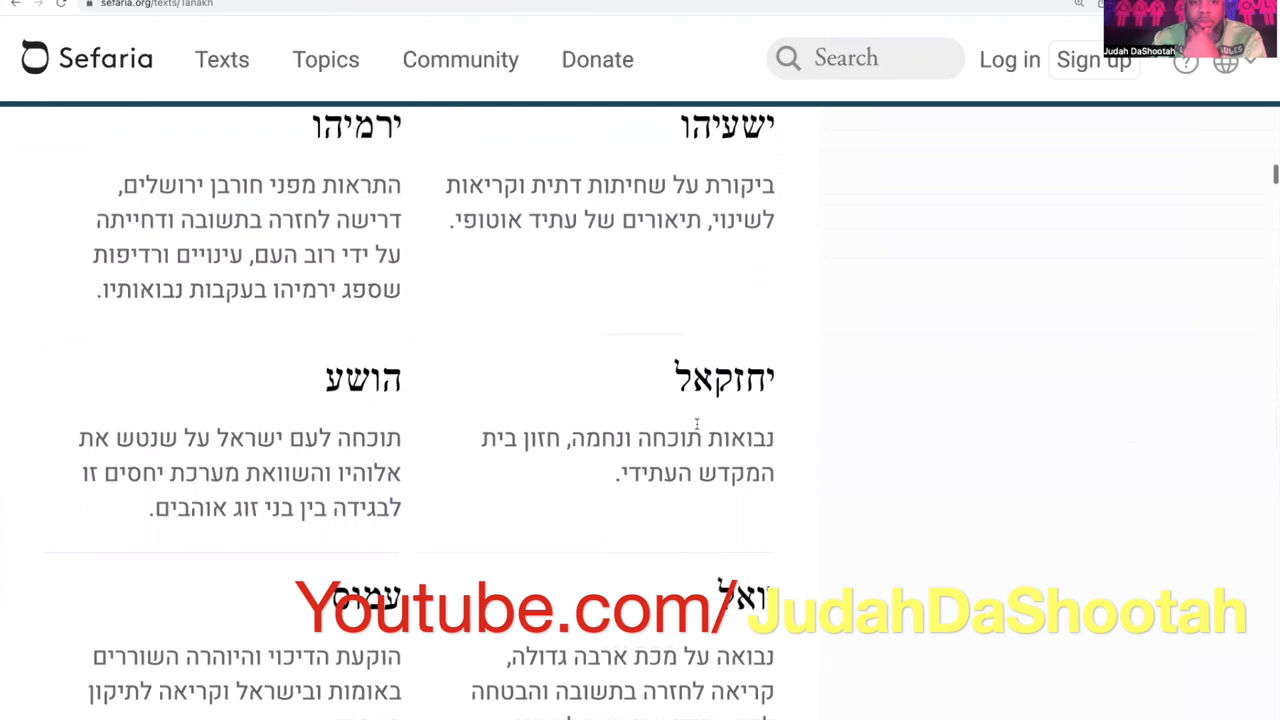 sefaria.org/texts/Tanakh
Judah DaShootah
Sefaria
Texts
Topics
Community
Donate
Search
Log in
Sign up
ישעיהו
ביקורת על שחיתות דתית וקריאות
לשינוי, תיאורים של עתיד אוטופי.
ירמיהו
התראות מפני חורבן ירושלים,
דרישה לחזרה בתשובה ודחייתה
על ידי רוב העם, עינויים ורדיפות
שספג ירמיהו בעקבות נבואותיו.
יחזקאל
נבואות תוכחה ונחמה, חזון בית
המקדש העתידי.
הושע
תוכחה לעם ישראל על שנטש את
אלוהיו והשוואת מערכת יחסים זו
לבגידה בין בני זוג אוהבים.
יואל
נבואה על מכת ארבה גדולה,
קריאה לחזרה בתשובה והבטחה
עמוס
הוקעת הדיכוי והיוהרה השוררים
באומות ובישראל וקריאה לתיקון
Youtube.com/JudahDaShootah